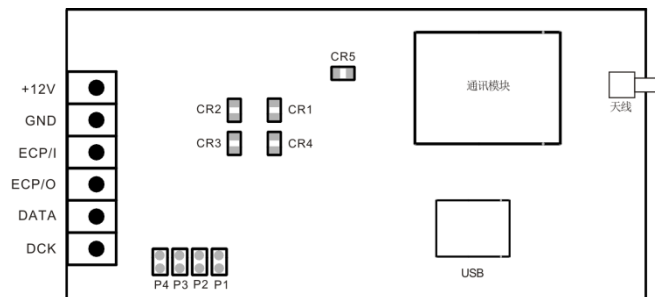 CR5
通讯模块
+12V
天线
CR2
CR1
GND
CR3
CR4
ECP/I
ECP/O
DATA
DCK
USB
P4 P3 P2 P1